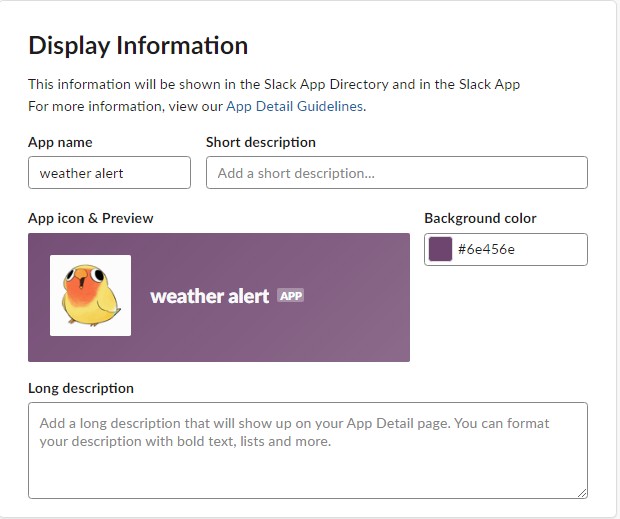 Display Information
This information will be shown in the Slack App Directory and in the Slack App
For more information, view our App Detail Guidelines.
App name
Short description
weather alert
Add a short description...
App icon & Preview
Background color
weather alert APP
#6e456e
Long description
Add a long description that will show up on your App Detail page. You can format
your description with bold text, lists and more.